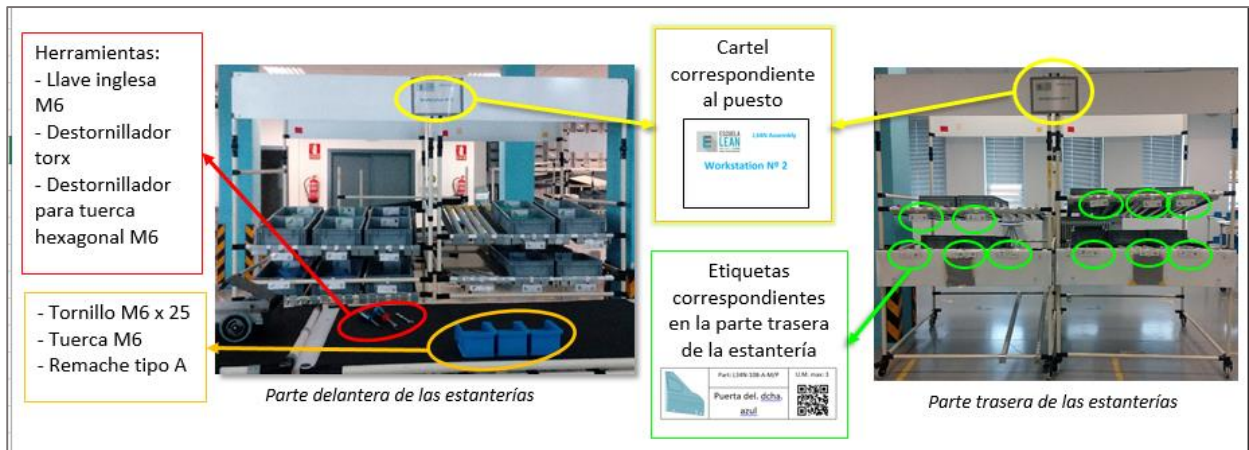 Herramientas:
- Llave inglesa
M6
- Destornillador
torx
- Destornillador
para tuerca
hexagonal M6
- Tornillo M6 x 25
- Tuerca M6
- Remache tipo A
Parte delantera de las estanterías
Cartel
correspondiente
al puesto
ESCUELA
LEAN
Workstation Nº 2
Etiquetas
correspondientes
en la parte trasera
de la estantería
Puerta del. dcha.
azul
U.M. max: 3
Parte trasera de las estanterías